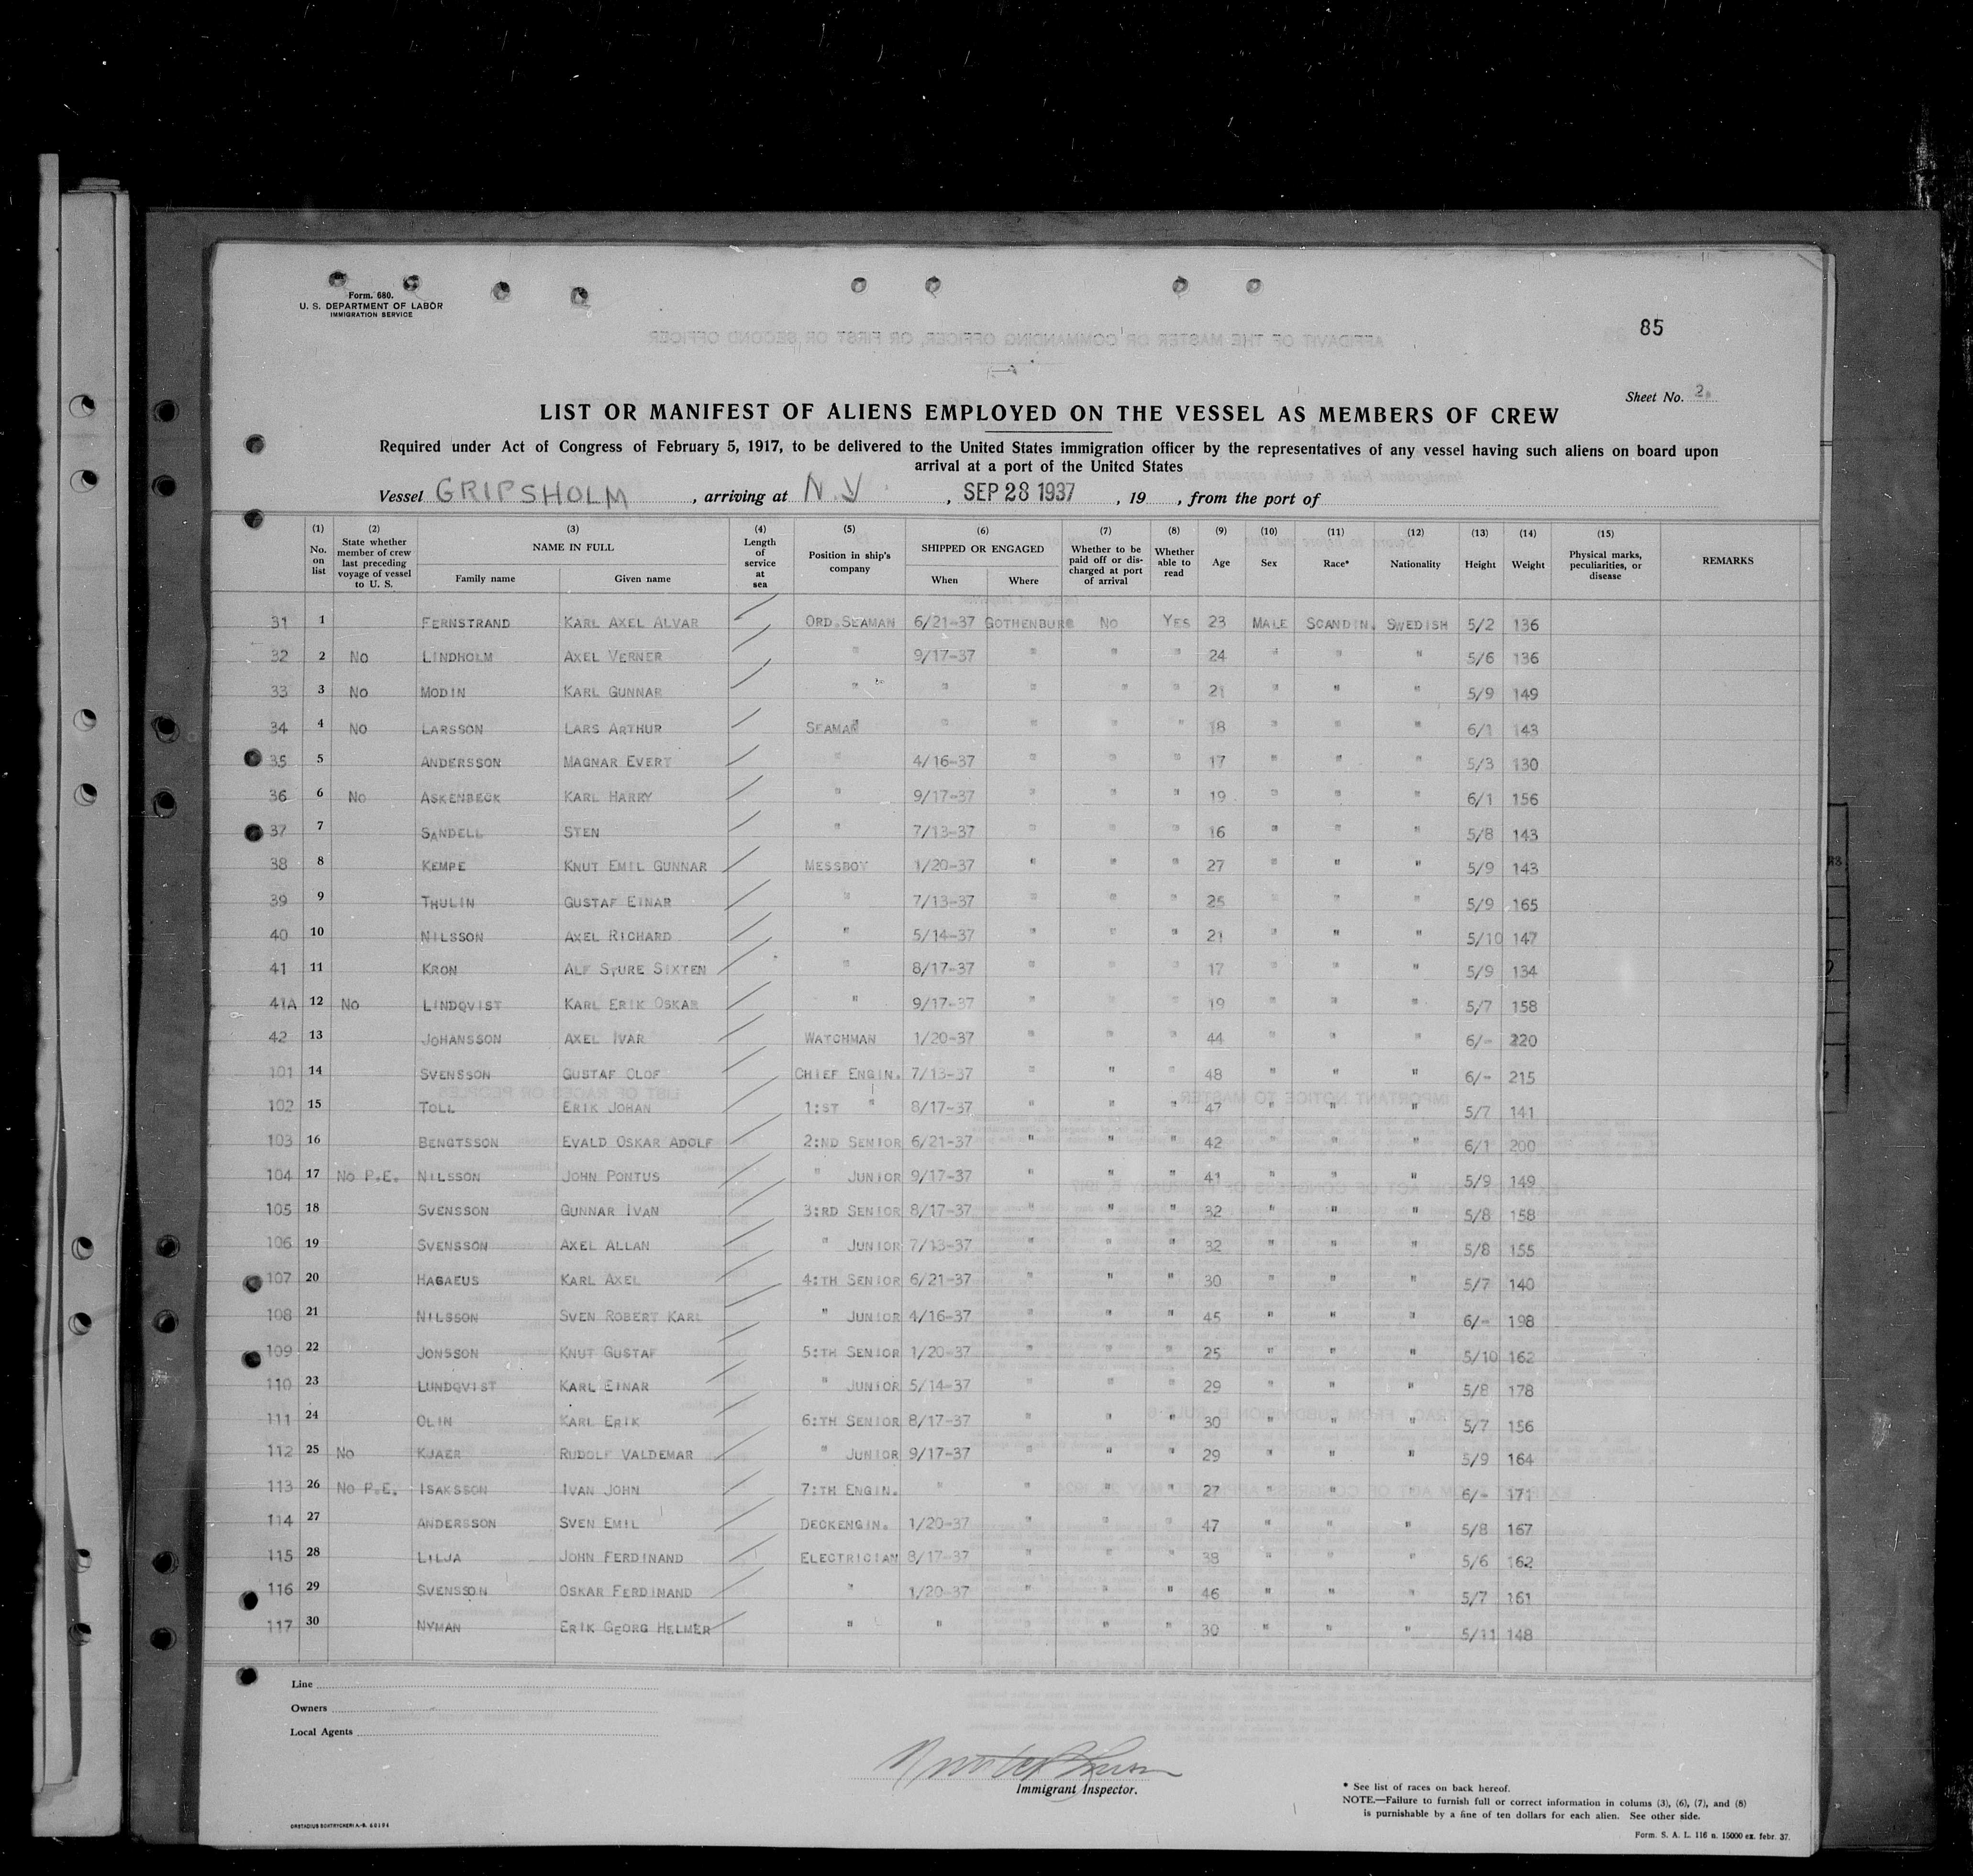 Form. 680.
U. S. DEPARTMENT OF LABOR
IMMIGRATION SERVICE
85
Sheet No. 2.
LIST OR MANIFEST OF ALIENS EMPLOYED ON THE VESSEL AS MEMBERS OF CREW
Required under Act of Congress of February 5, 1917, to be delivered to the United States immigration officer by the representatives of any vessel having such aliens on board upon
arrival at a port of the United States
Vessel GRIPSHOLM , arriving at N.Y. , SEP 28 1937 , 19 , from the port of
(1) No. on list (2) State whether member of crew last preceding voyage of vessel to U. S. (3) NAME IN FULL Family name Given name (4) Length of service at sea (5) Position in ship's company (6) SHIPPED OR ENGAGED When Where (7) Whether to be paid off or discharged at port of arrival (8) Whether able to read (9) Age (10) Sex (11) Race* (12) Nationality (13) Height (14) Weight (15) Physical marks, peculiarities, or disease REMARKS
31 1 FERNSTRAND KARL AXEL ALVAR ORD.SEAMAN 6/21-37 GOTHENBURG NO YES 23 MALE SCANDIN. SWEDISH 5/2 136
32 2 NO LINDHOLM AXEL VERNER " 9/17-37 " " " 24 " " " 5/6 136
33 3 NO MODIN KARL GUNNAR " " " " " 21 " " " 5/9 149
34 4 NO LARSSON LARS ARTHUR SEAMAN " " " " 18 " " " 6/1 143
35 5 ANDERSSON MAGNAR EVERT " 4/16-37 " " " 17 " " " 5/3 130
36 6 NO ASKENBECK KARL HARRY " 9/17-37 " " " 19 " " " 6/1 156
37 7 SANDELL STEN " 7/13-37 " " " 16 " " " 5/8 143
38 8 KEMPE KNUT EMIL GUNNAR MESSBOY 1/20-37 " " " 27 " " " 5/9 143
39 9 THULIN GUSTAF EINAR " 7/13-37 " " " 25 " " " 5/9 165
40 10 NILSSON AXEL RICHARD " 5/14-37 " " " 21 " " " 5/10 147
41 11 KRON ALF STURE SIXTEN " 8/17-37 " " " 17 " " " 5/9 134
41A 12 NO LINDQVIST KARL ERIK OSKAR " 9/17-37 " " " 19 " " " 5/7 158
42 13 JOHANSSON AXEL IVAR WATCHMAN 1/20-37 " " " 44 " " " 6/- 220
101 14 SVENSSON GUSTAF OLOF CHIEF ENGIN. 7/13-37 " " " 48 " " " 6/- 215
102 15 TOLL ERIK JOHAN 1:ST " 8/17-37 " " " 47 " " " 5/7 141
103 16 BENGTSSON EVALD OSKAR ADOLF 2:ND SENIOR 6/21-37 " " " 42 " " " 6/1 200
104 17 NO P.E. NILSSON JOHN PONTUS " JUNIOR 9/17-37 " " " 41 " " " 5/9 149
105 18 SVENSSON GUNNAR IVAN 3:RD SENIOR 8/17-37 " " " 32 " " " 5/8 158
106 19 SVENSSON AXEL ALLAN " JUNIOR 7/13-37 " " " 32 " " " 5/8 155
107 20 HAGAEUS KARL AXEL 4:TH SENIOR 6/21-37 " " " 30 " " " 5/7 140
108 21 NILSSON SVEN ROBERT KARL " JUNIOR 4/16-37 " " " 45 " " " 6/- 198
109 22 JONSSON KNUT GUSTAF 5:TH SENIOR 1/20-37 " " " 25 " " " 5/10 162
110 23 LUNDQVIST KARL EINAR " JUNIOR 5/14-37 " " " 29 " " " 5/8 178
111 24 OLIN KARL ERIK 6:TH SENIOR 8/17-37 " " " 30 " " " 5/7 156
112 25 NO KJAER RUDOLF VALDEMAR " JUNIOR 9/17-37 " " " 29 " " " 5/9 164
113 26 NO P.E. ISAKSSON IVAN JOHN 7:TH ENGIN. " " " " 27 " " " 6/- 171
114 27 ANDERSSON SVEN EMIL DECKENGIN. 1/20-37 " " " 47 " " " 5/8 167
115 28 LILJA JOHN FERDINAND ELECTRICIAN 8/17-37 " " " 38 " " " 5/6 162
116 29 SVENSSON OSKAR FERDINAND " 1/20-37 " " " 46 " " " 5/7 161
117 30 NYMAN ERIK GEORG HELMER " " " " " 30 " " " 5/11 148
Line
Owners
Local Agents
Immigrant Inspector.
* See list of races on back hereof.
NOTE.—Failure to furnish full or correct information in colums (3), (6), (7), and (8)
is punishable by a fine of ten dollars for each alien. See other side.
Form. S. A. L. 116 n. 15000 ex. febr. 37.